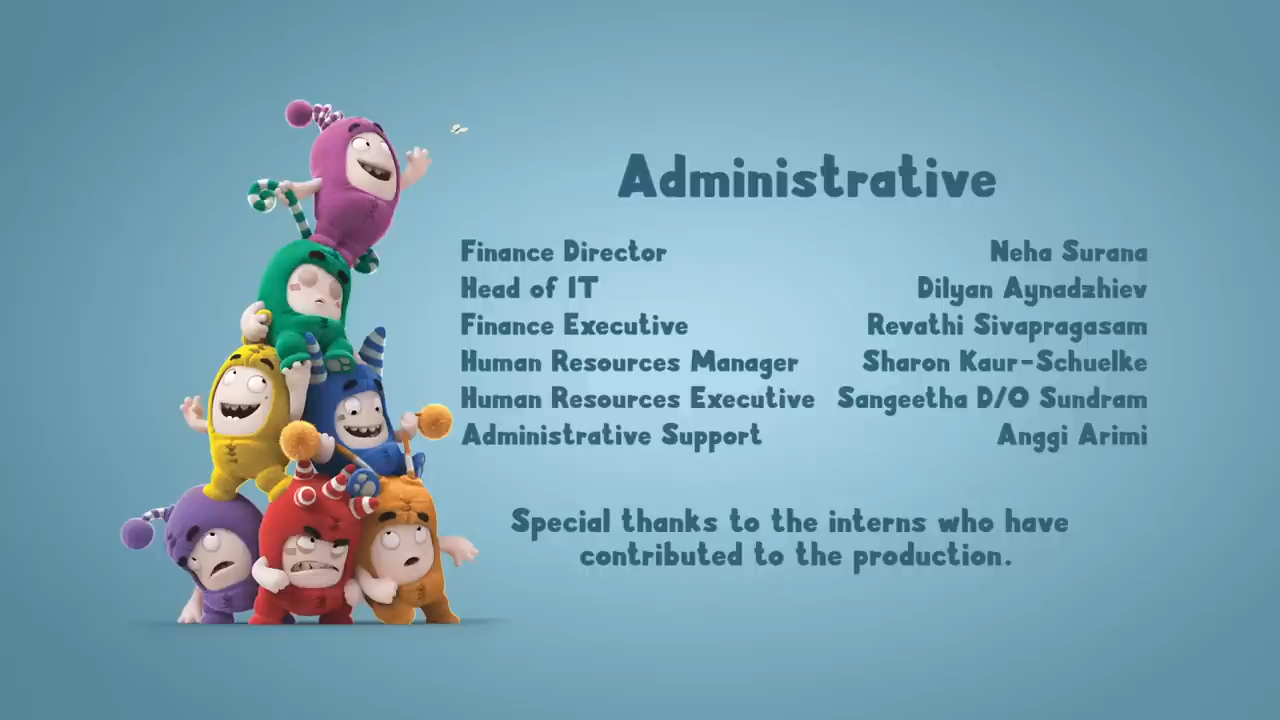 Administrative
Finance Director Neha Surana
Head of IT Dilyan Aynadzhiev
Finance Executive Revathi Sivapragasam
Human Resources Manager Sharon Kaur-Schuelke
Human Resources Executive Sangeetha D/O Sundram
Administrative Support Anggi Arimi
Special thanks to the interns who have
contributed to the production.